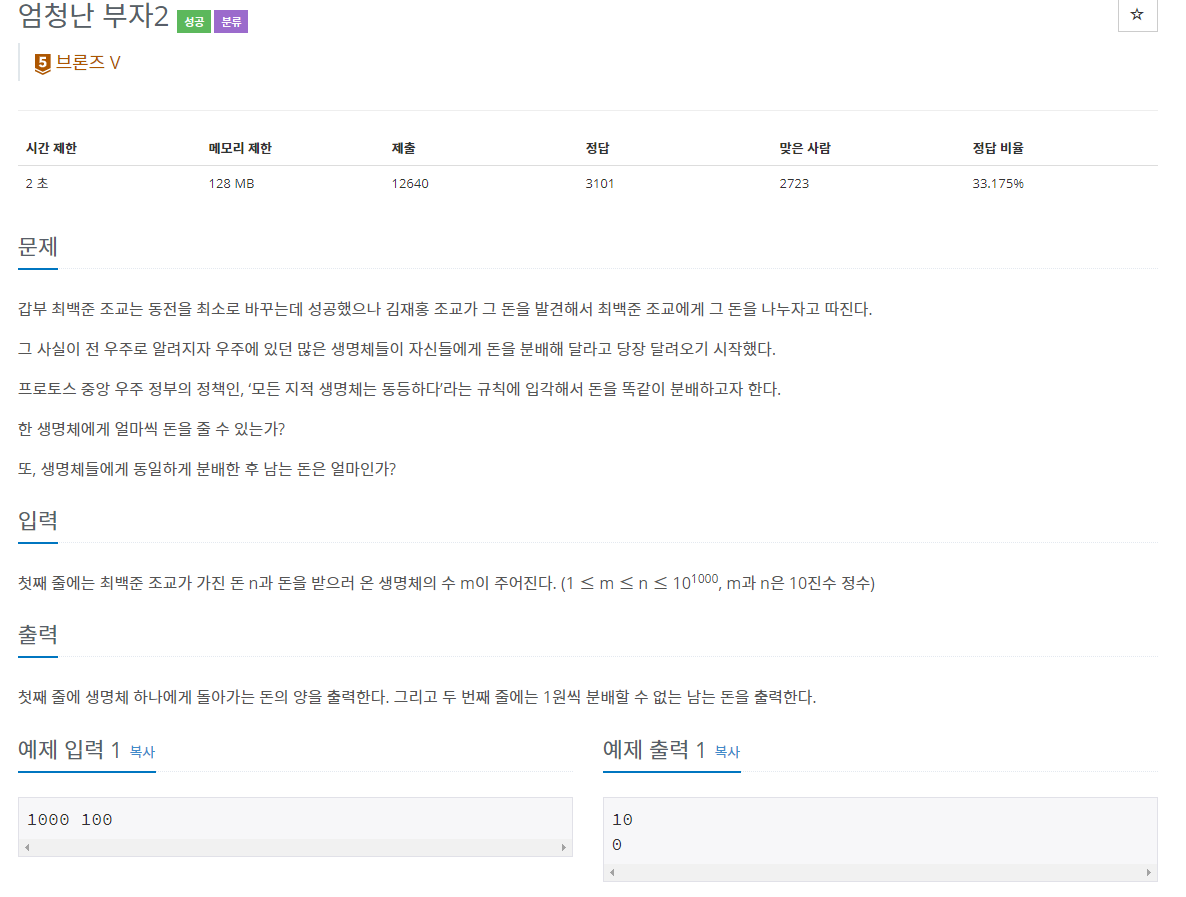 엄청난 부자2 성공 분류
☆
5 브론즈 V
시간 제한 메모리 제한 제출 정답 맞은 사람 정답 비율
2 초 128 MB 12640 3101 2723 33.175%
문제
갑부 최백준 조교는 동전을 최소로 바꾸는데 성공했으나 김재홍 조교가 그 돈을 발견해서 최백준 조교에게 그 돈을 나누자고 따진다.
그 사실이 전 우주로 알려지자 우주에 있던 많은 생명체들이 자신들에게 돈을 분배해 달라고 당장 달려오기 시작했다.
프로토스 중앙 우주 정부의 정책인, ‘모든 지적 생명체는 동등하다’라는 규칙에 입각해서 돈을 똑같이 분배하고자 한다.
한 생명체에게 얼마씩 돈을 줄 수 있는가?
또, 생명체들에게 동일하게 분배한 후 남는 돈은 얼마인가?
입력
첫째 줄에는 최백준 조교가 가진 돈 n과 돈을 받으러 온 생명체의 수 m이 주어진다. (1 ≤ m ≤ n ≤ 10^1000, m과 n은 10진수 정수)
출력
첫째 줄에 생명체 하나에게 돌아가는 돈의 양을 출력한다. 그리고 두 번째 줄에는 1원씩 분배할 수 없는 남는 돈을 출력한다.
예제 입력 1 복사
1000 100
예제 출력 1 복사
10
0